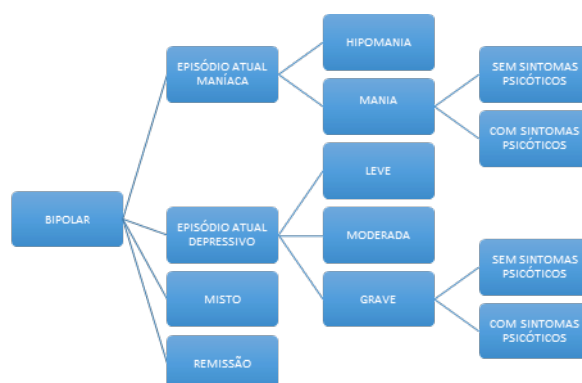 HIPOMANIA
EPISÓDIO ATUAL
MANÍACA
SEM SINTOMAS
PSICÓTICOS
MANIA
COM SINTOMAS
PSICÓTICOS
LEVE
BIPOLAR
EPISÓDIO ATUAL
DEPRESSIVO
MODERADA
SEM SINTOMAS
PSICÓTICOS
MISTO
GRAVE
COM SINTOMAS
PSICÓTICOS
REMISSÃO